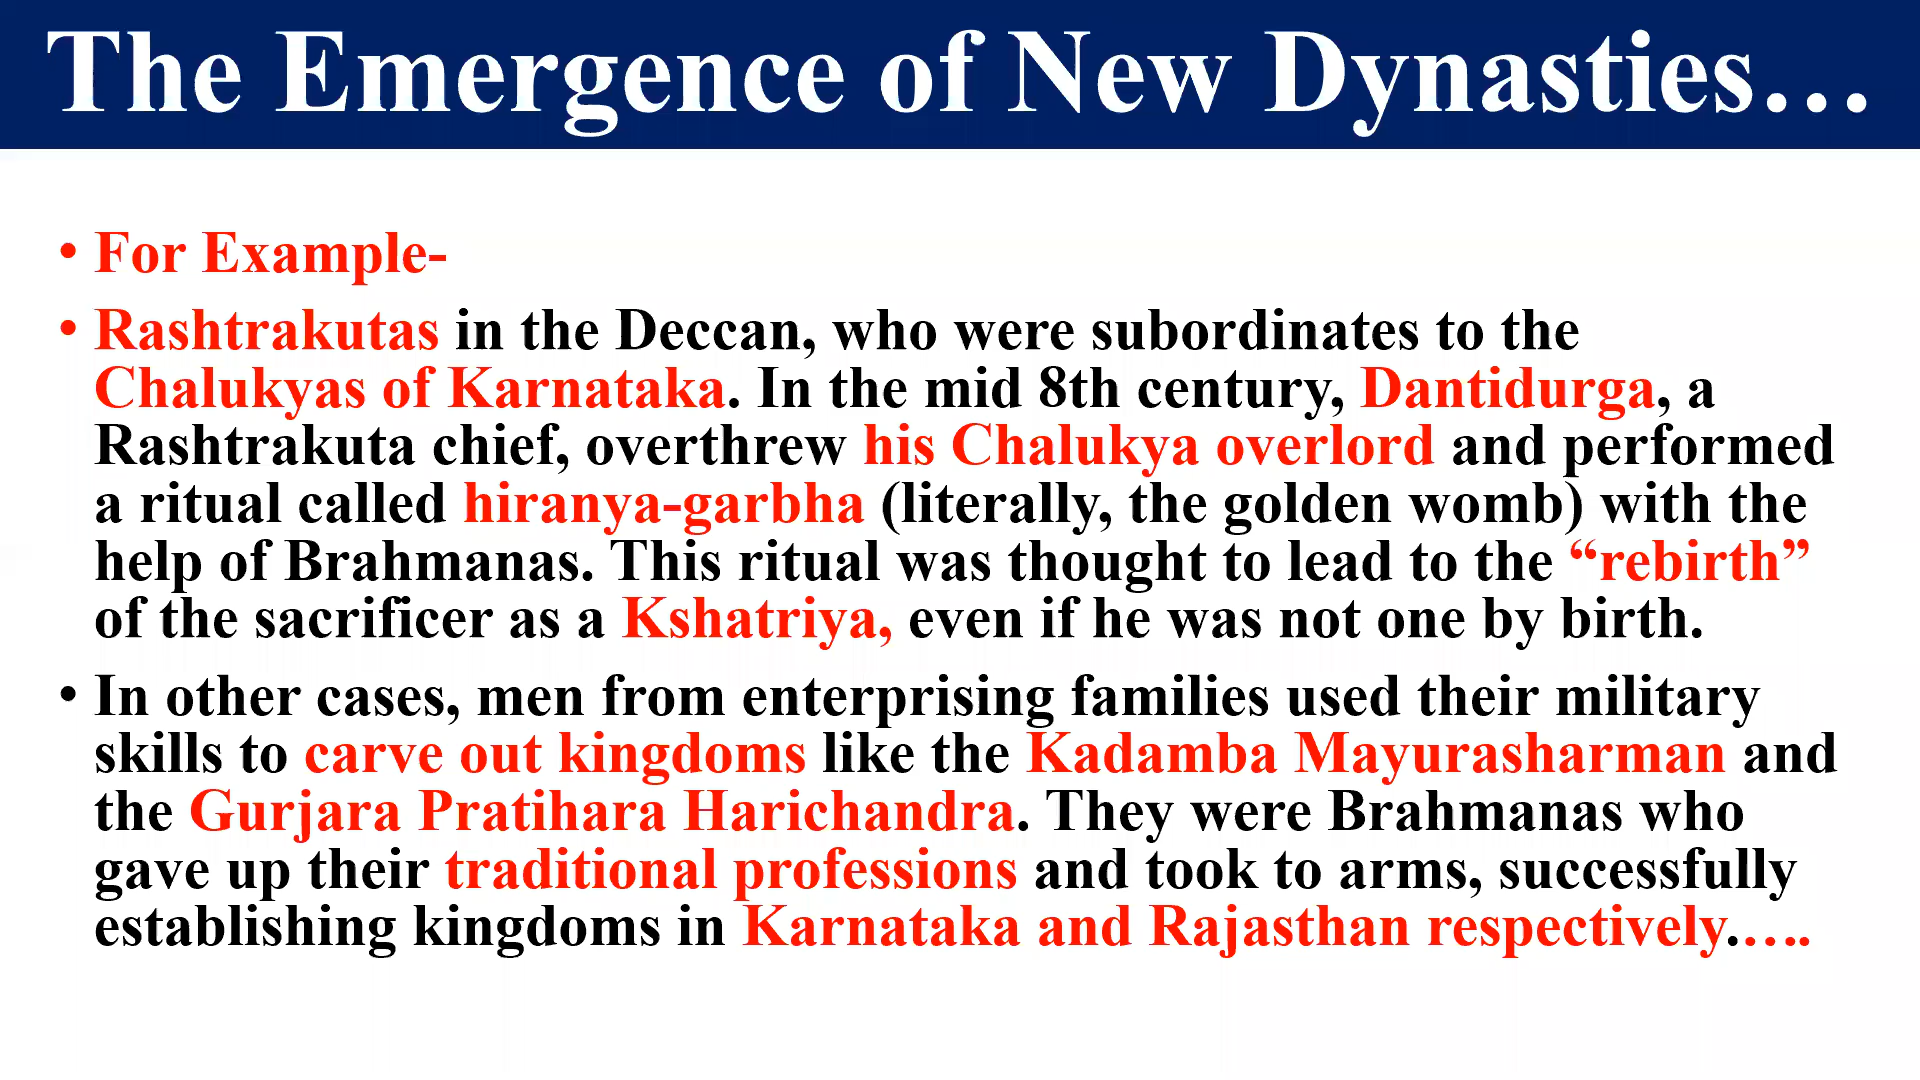 The Emergence of New Dynasties…
• For Example-
• Rashtrakutas in the Deccan, who were subordinates to the
Chalukyas of Karnataka. In the mid 8th century, Dantidurga, a
Rashtrakuta chief, overthrew his Chalukya overlord and performed
a ritual called hiranya-garbha (literally, the golden womb) with the
help of Brahmanas. This ritual was thought to lead to the “rebirth”
of the sacrificer as a Kshatriya, even if he was not one by birth.
• In other cases, men from enterprising families used their military
skills to carve out kingdoms like the Kadamba Mayurasharman and
the Gurjara Pratihara Harichandra. They were Brahmanas who
gave up their traditional professions and took to arms, successfully
establishing kingdoms in Karnataka and Rajasthan respectively.….